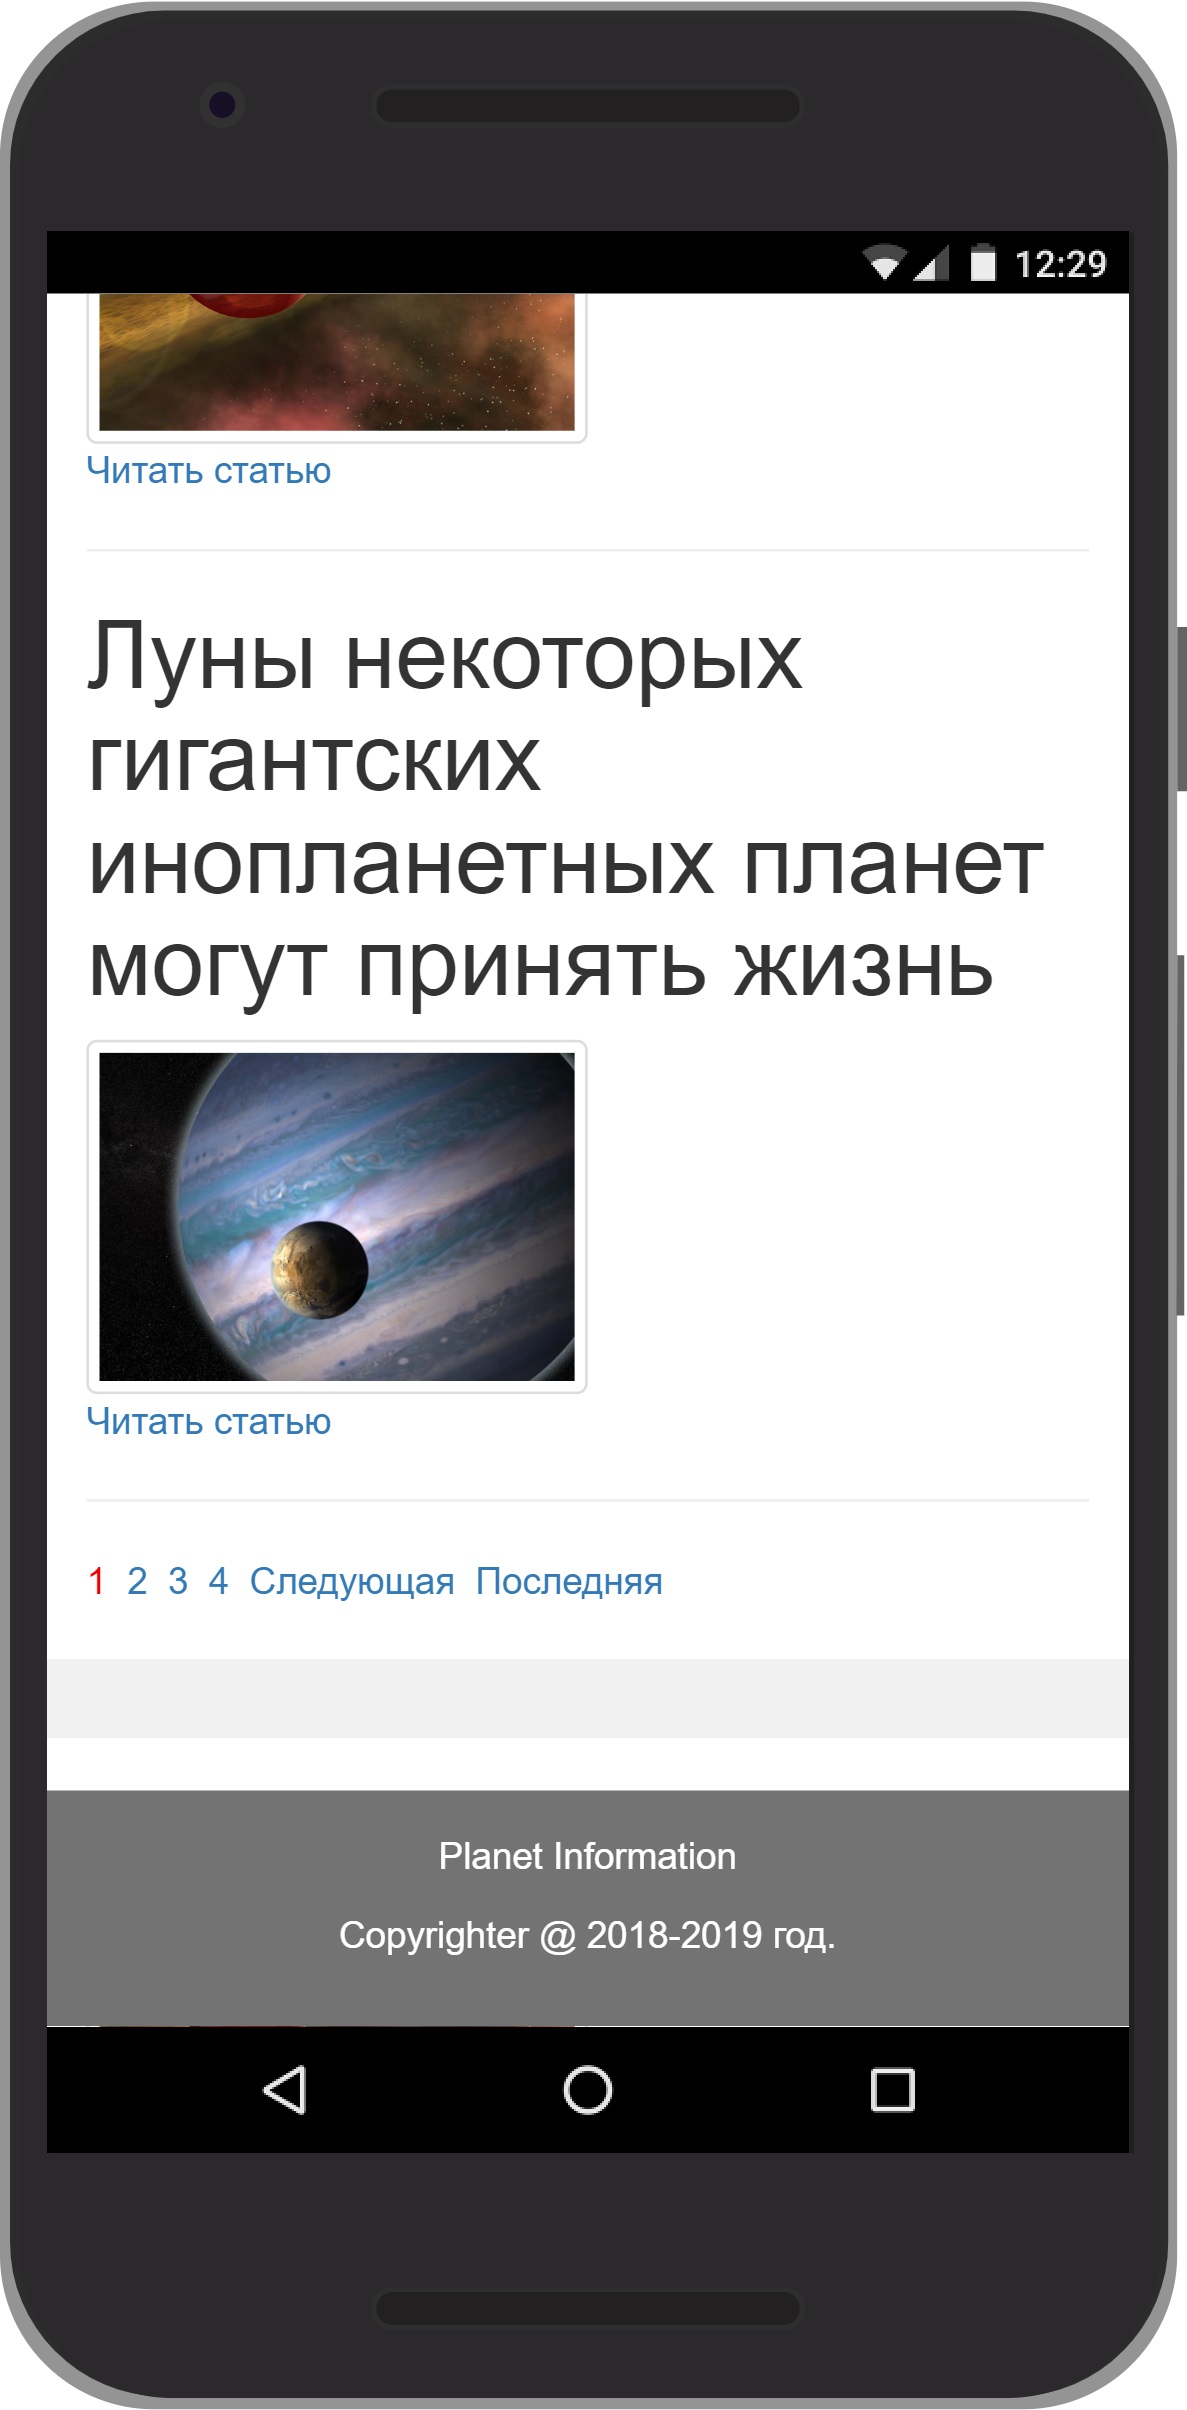 12:29
Читать статью
Луны некоторых
гигантских
инопланетных планет
могут принять жизнь
Читать статью
1 2 3 4 Следующая Последняя
Planet Information
Copyrighter @ 2018-2019 год.